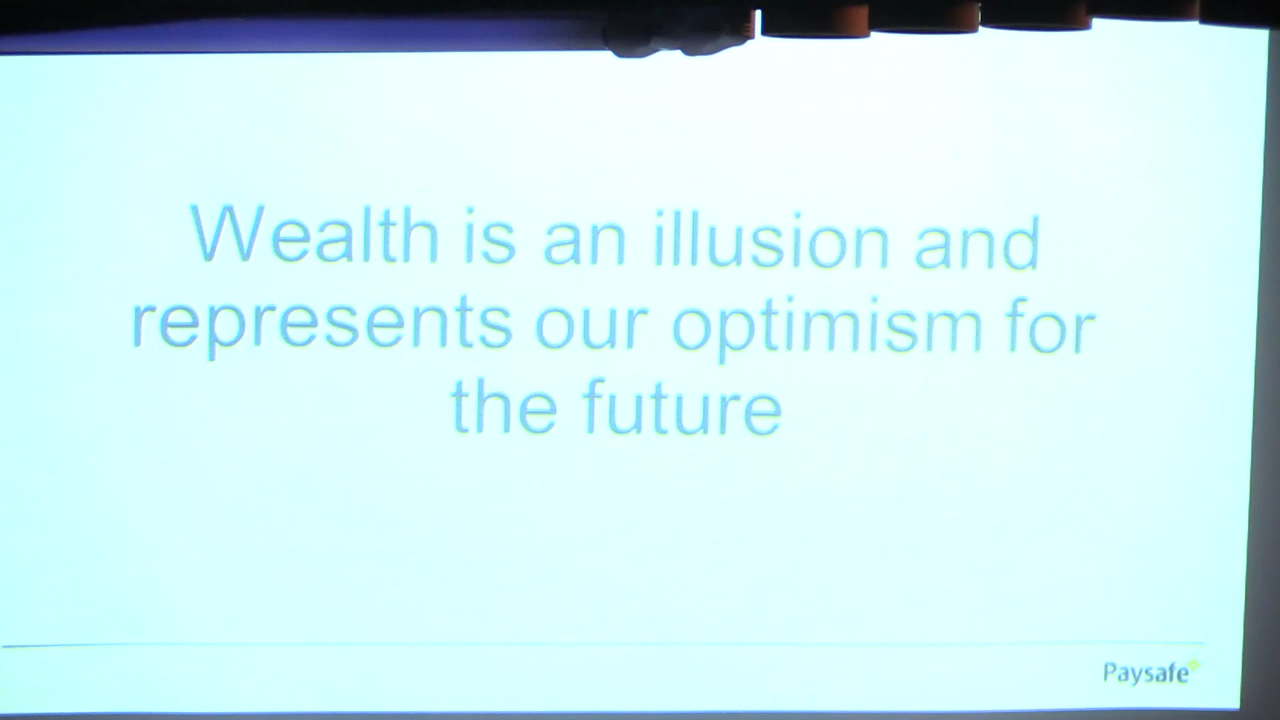 Wealth is an illusion and
represents our optimism for
the future
Paysafe